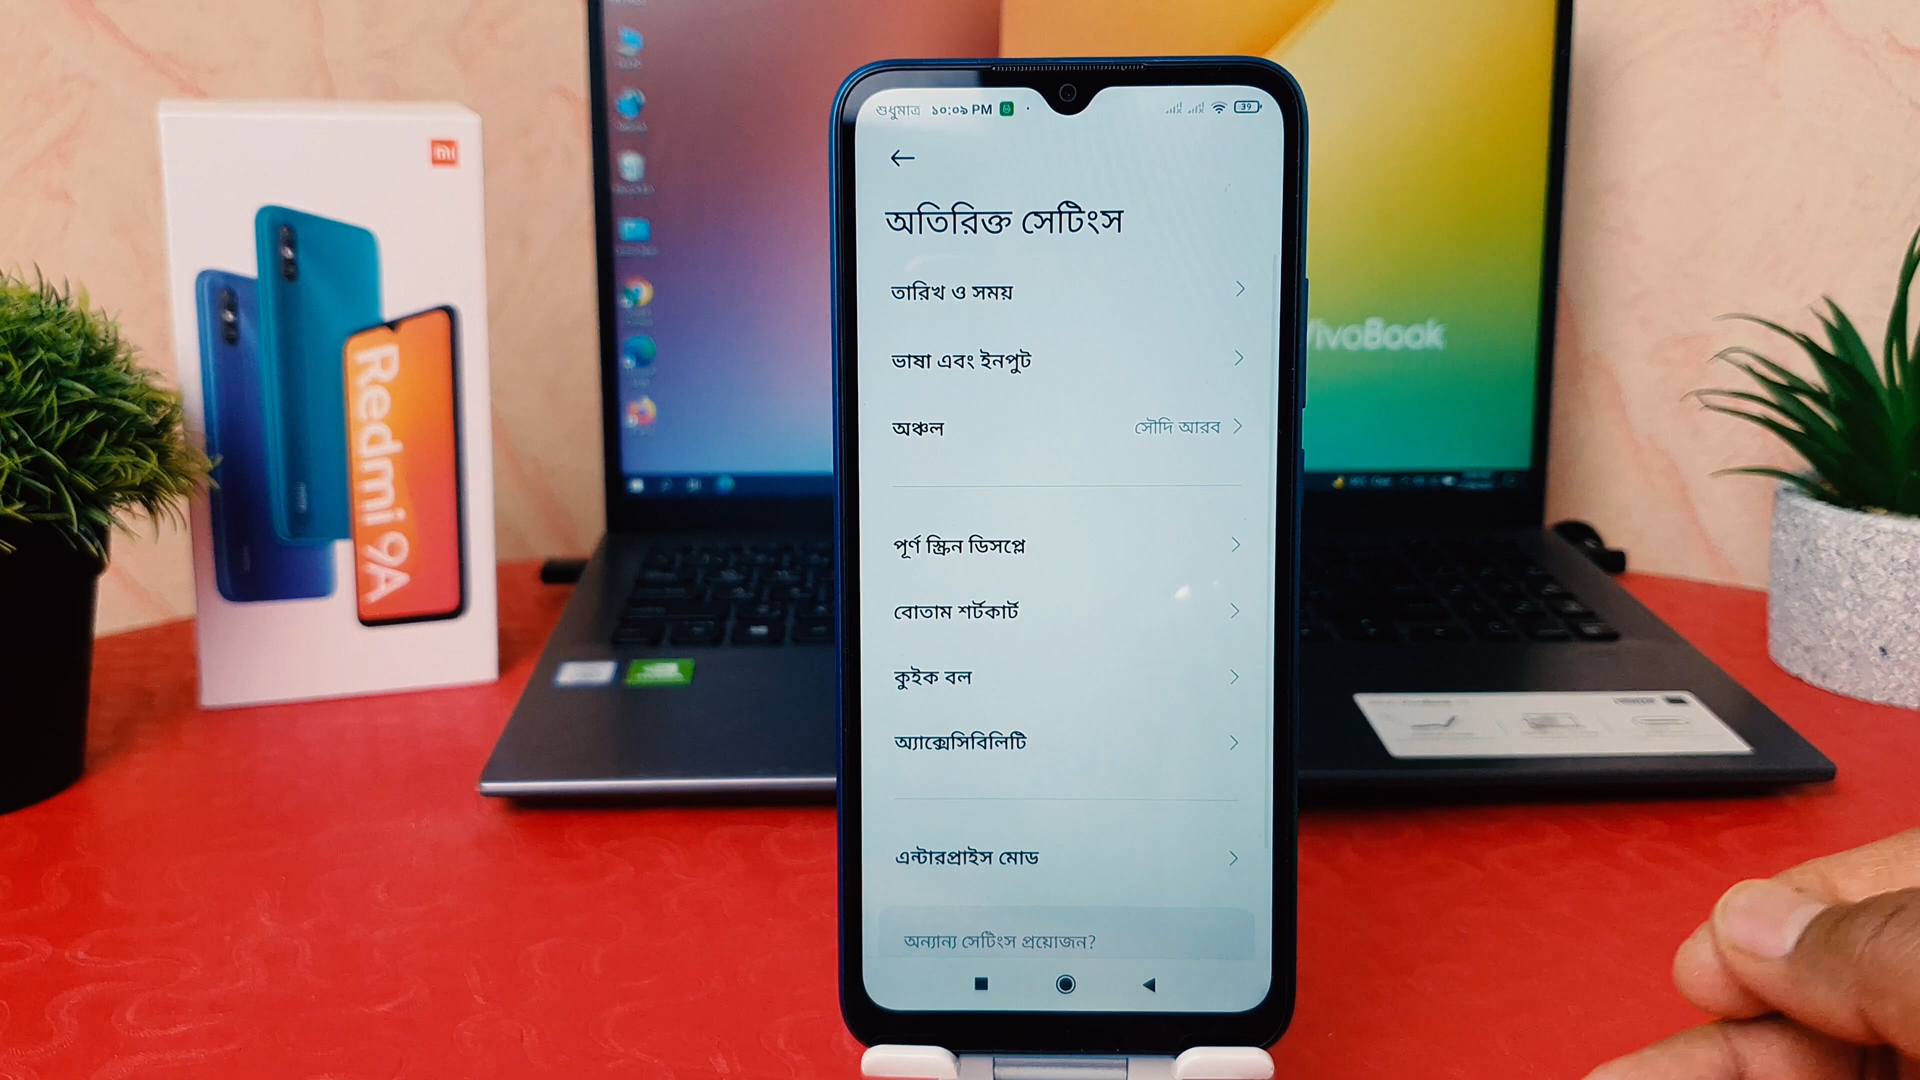 mi
Redmi 9A
VivoBook
শুধুমাত্র ১০:০৯ PM
39
অতিরিক্ত সেটিংস
তারিখ ও সময়
ভাষা এবং ইনপুট
অঞ্চল সৌদি আরব
পূর্ণ স্ক্রিন ডিসপ্লে
বোতাম শর্টকার্ট
কুইক বল
অ্যাক্সেসিবিলিটি
এন্টারপ্রাইস মোড
অন্যান্য সেটিংস প্রয়োজন?